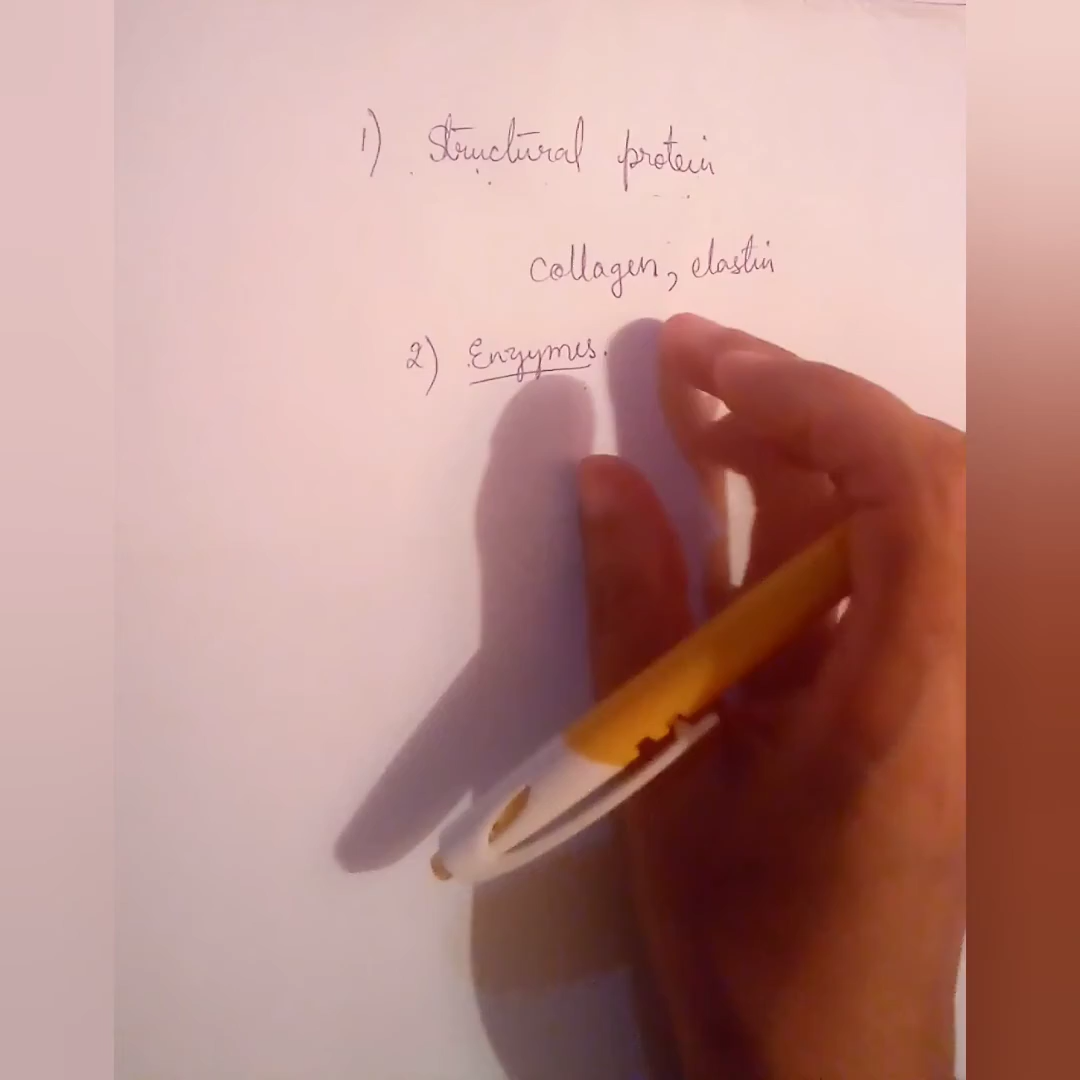 1) Structural protein
collagen, elastin
2) Enzymes.